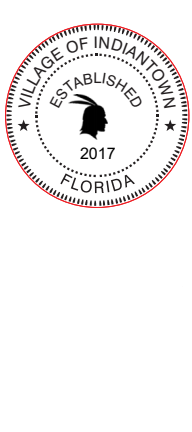 VILLAGE OF INDIANTOWN
ESTABLISHED
2017
FLORIDA